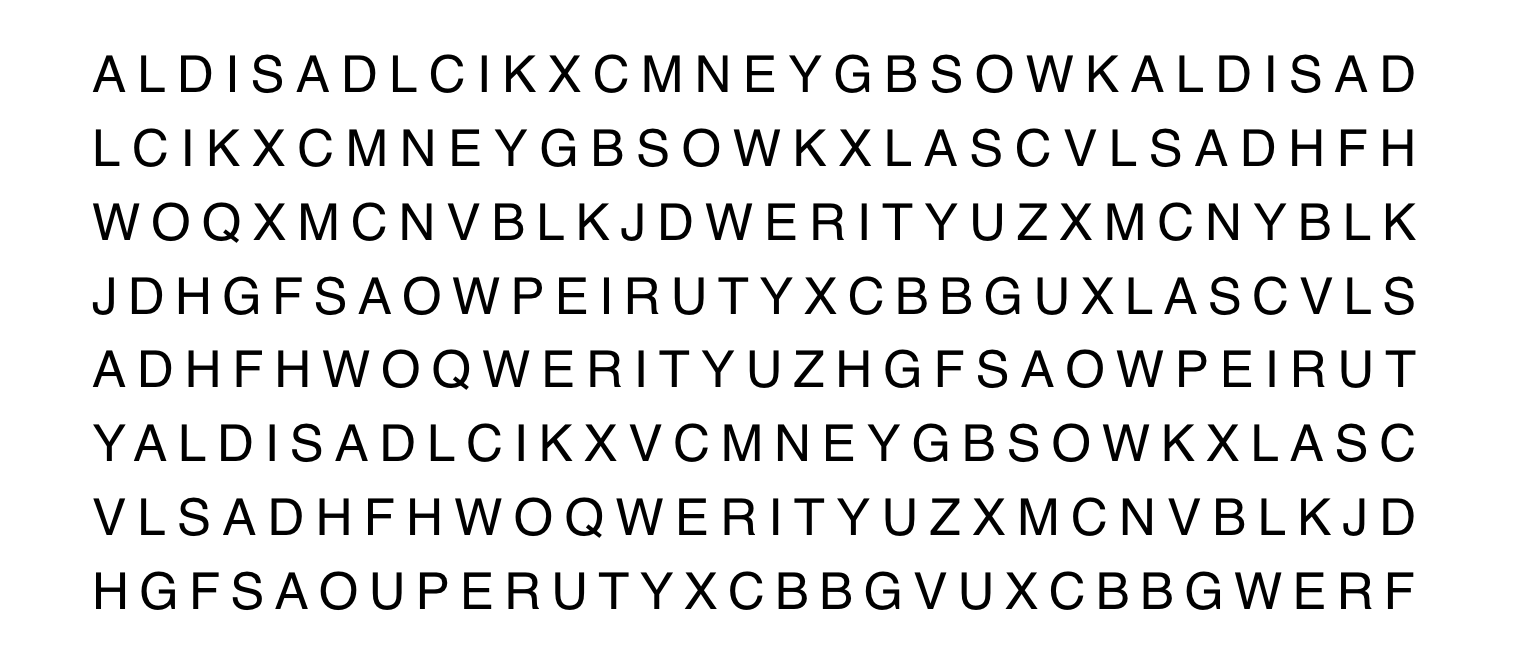 A L D I S A D L C I K X C M N E Y G B S O W K A L D I S A D
L C I K X C M N E Y G B S O W K X L A S C V L S A D H F H
W O Q X M C N V B L K J D W E R I T Y U Z X M C N Y B L K
J D H G F S A O W P E I R U T Y X C B B G U X L A S C V L S
A D H F H W O Q W E R I T Y U Z H G F S A O W P E I R U T
Y A L D I S A D L C I K X V C M N E Y G B S O W K X L A S C
V L S A D H F H W O Q W E R I T Y U Z X M C N V B L K J D
H G F S A O U P E R U T Y X C B B G V U X C B B G W E R F